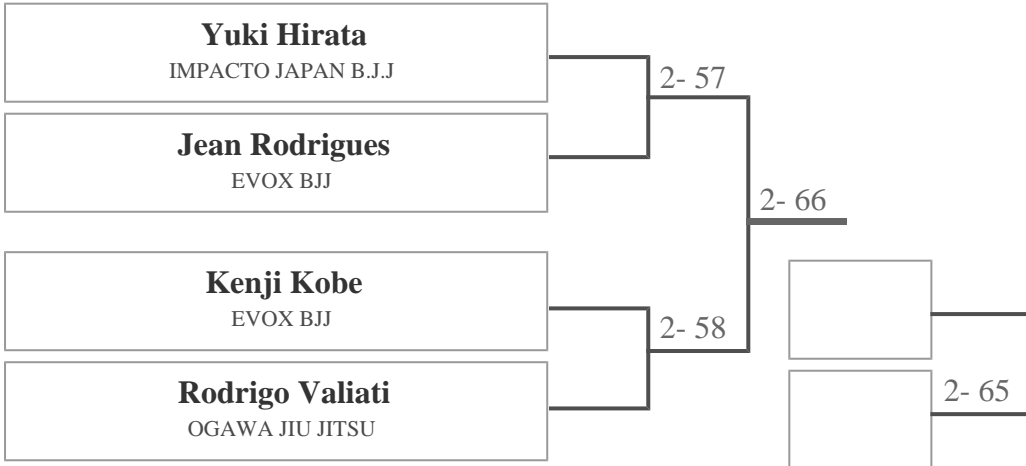 Yuki Hirata
IMPACTO JAPAN B.J.J
2- 57
Jean Rodrigues
EVOX BJJ
2- 66
Kenji Kobe
EVOX BJJ
2- 58
Rodrigo Valiati
OGAWA JIU JITSU
2- 65